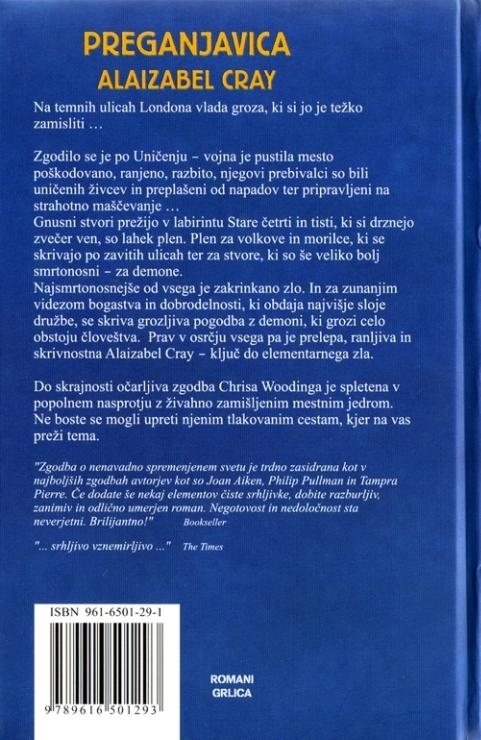 PREGANJAVICA
ALAIZABEL CRAY
Na temnih ulicah Londona vlada groza, ki si jo je težko
zamisliti …
Zgodilo se je po Uničenju – vojna je pustila mesto
poškodovano, ranjeno, razbito, njegovi prebivalci so bili
uničenih živcev in preplašeni od napadov ter pripravljeni na
strahotno maščevanje …
Gnusni stvori prežijo v labirintu Stare četrti in tisti, ki si drznejo
zvečer ven, so lahek plen. Plen za volkove in morilce, ki se
skrivajo po zavitih ulicah ter za stvore, ki so še veliko bolj
smrtonosni – za demone.
Najsmrtonosnejše od vsega je zakrinkano zlo. In za zunanjim
videzom bogastva in dobrodelnosti, ki obdaja najvišje sloje
družbe, se skriva grozljiva pogodba z demoni, ki grozi celo
obstoju človeštva.  Prav v osrčju vsega pa je prelepa, ranljiva in
skrivnostna Alaizabel Cray – ključ do elementarnega zla.
Do skrajnosti očarljiva zgodba Chrisa Woodinga je spletena v
popolnem nasprotju z živahno zamišljenim mestnim jedrom.
Ne boste se mogli upreti njenim tlakovanim cestam, kjer na vas
preži tema.
"Zgodba o nenavadno spremenjenem svetu je trdno zasidrana kot v
najboljših zgodbah avtorjev kot so Joan Aiken, Philip Pullman in Tampra
Pierre. Če dodate še nekaj elementov čiste srhljivke, dobite razburljiv,
zanimiv in odlično umerjen roman. Negotovost in nedoločnost sta
neverjetni. Brilijantno!" Bookseller
"... srhljivo vznemirljivo ..." The Times
ISBN 961-6501-29-1
9789616501293
ROMANI
GRLICA